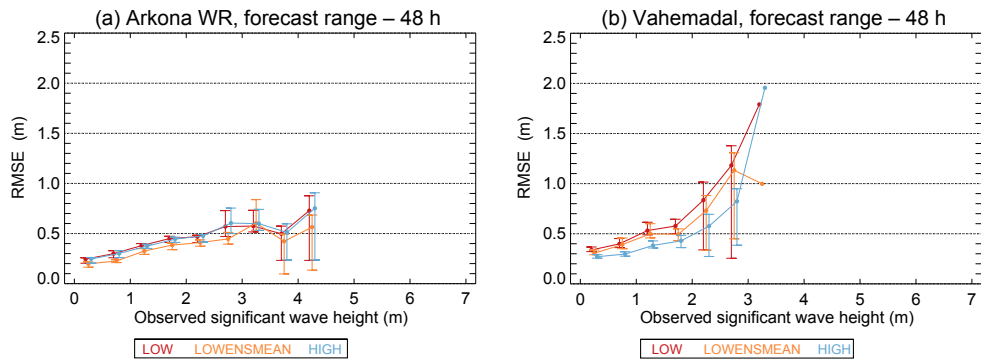 (a) Arkona WR, forecast range – 48 h
2.5
2.0
1.5
1.0
0.5
0.0
RMSE (m)
0 1 2 3 4 5 6 7
Observed significant wave height (m)
LOW LOWENSMEAN HIGH
(b) Vahemadal, forecast range – 48 h
2.5
2.0
1.5
1.0
0.5
0.0
RMSE (m)
0 1 2 3 4 5 6 7
Observed significant wave height (m)
LOW LOWENSMEAN HIGH